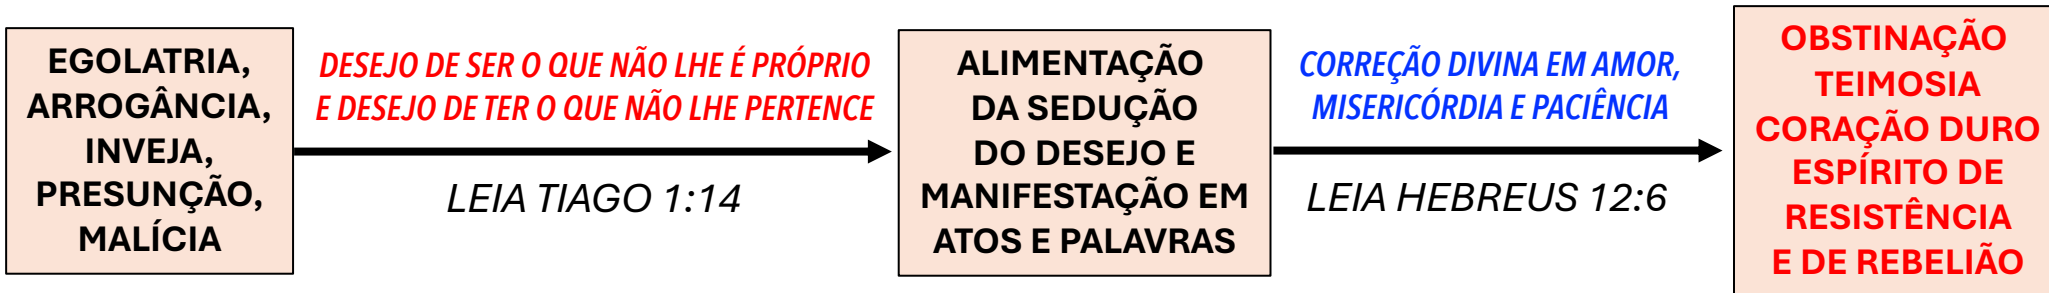 EGOLATRIA,
ARROGÂNCIA,
INVEJA,
PRESUNÇÃO,
MALÍCIA
DESEJO DE SER O QUE NÃO LHE É PRÓPRIO
E DESEJO DE TER O QUE NÃO LHE PERTENCE
LEIA TIAGO 1:14
ALIMENTAÇÃO
DA SEDUÇÃO
DO DESEJO E
MANIFESTAÇÃO EM
ATOS E PALAVRAS
CORREÇÃO DIVINA EM AMOR,
MISERICÓRDIA E PACIÊNCIA
LEIA HEBREUS 12:6
OBSTINAÇÃO
TEIMOSIA
CORAÇÃO DURO
ESPÍRITO DE
RESISTÊNCIA
E DE REBELIÃO